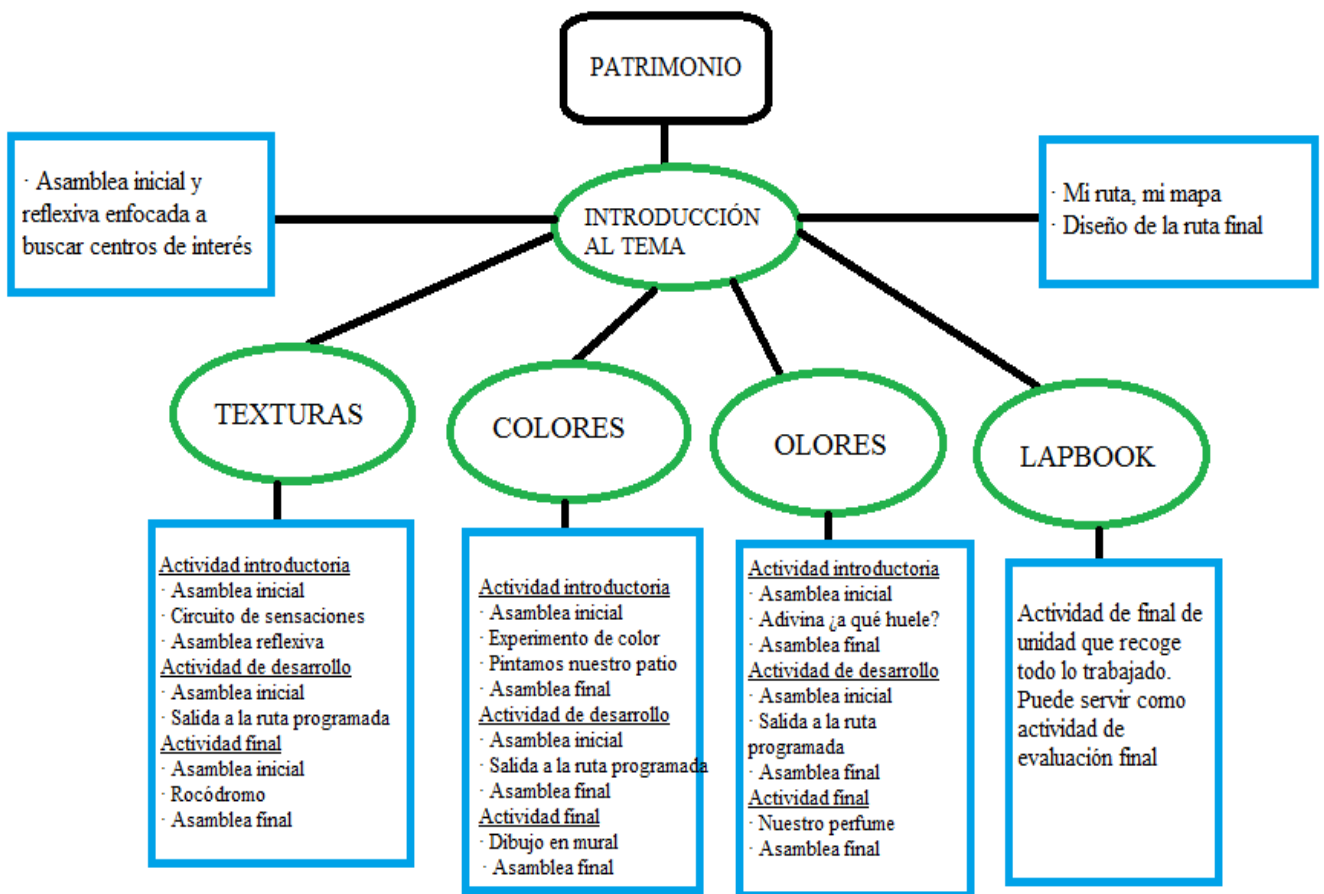 PATRIMONIO
· Asamblea inicial y
reflexiva enfocada a
buscar centros de interés
INTRODUCCIÓN
AL TEMA
· Mi ruta, mi mapa
· Diseño de la ruta final
TEXTURAS
COLORES
OLORES
LAPBOOK
Actividad introductoria
· Asamblea inicial
· Circuito de sensaciones
· Asamblea reflexiva
Actividad de desarrollo
· Asamblea inicial
· Salida a la ruta programada
Actividad final
· Asamblea inicial
· Rocódromo
· Asamblea final
Actividad introductoria
· Asamblea inicial
· Experimento de color
· Pintamos nuestro patio
· Asamblea final
Actividad de desarrollo
· Asamblea inicial
· Salida a la ruta programada
· Asamblea final
Actividad final
· Dibujo en mural
· Asamblea final
Actividad introductoria
· Asamblea inicial
· Adivina ¿a qué huele?
· Asamblea final
Actividad de desarrollo
· Asamblea inicial
· Salida a la ruta
programada
· Asamblea final
Actividad final
· Nuestro perfume
· Asamblea final
Actividad de final de
unidad que recoge
todo lo trabajado.
Puede servir como
actividad de
evaluación final